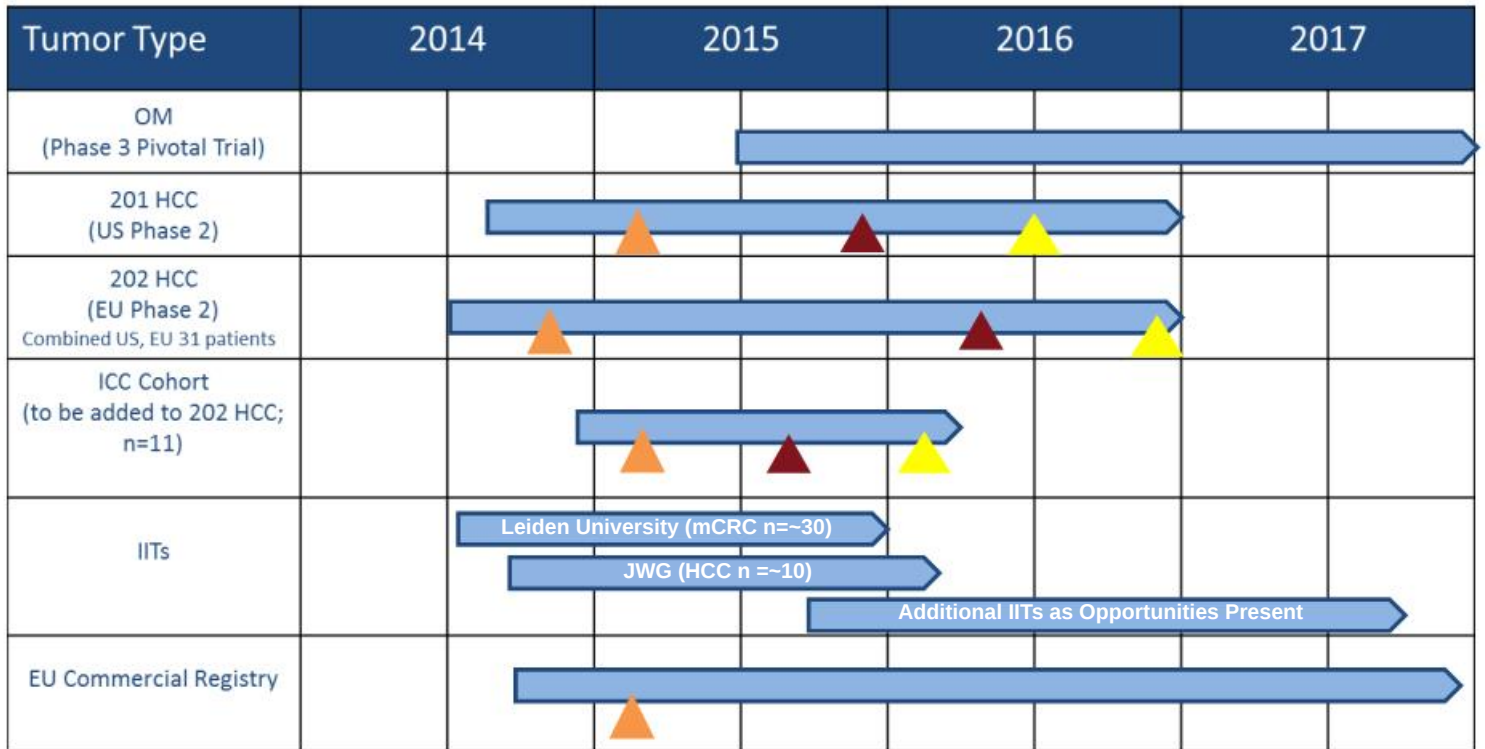 Tumor Type 2014 2015 2016 2017
OM
(Phase 3 Pivotal Trial)
201 HCC
(US Phase 2)
202 HCC
(EU Phase 2)
Combined US, EU 31 patients
ICC Cohort
(to be added to 202 HCC;
n=11)
IITs
Leiden University (mCRC n=~30)
JWG (HCC n =~10)
Additional IITs as Opportunities Present
EU Commercial Registry